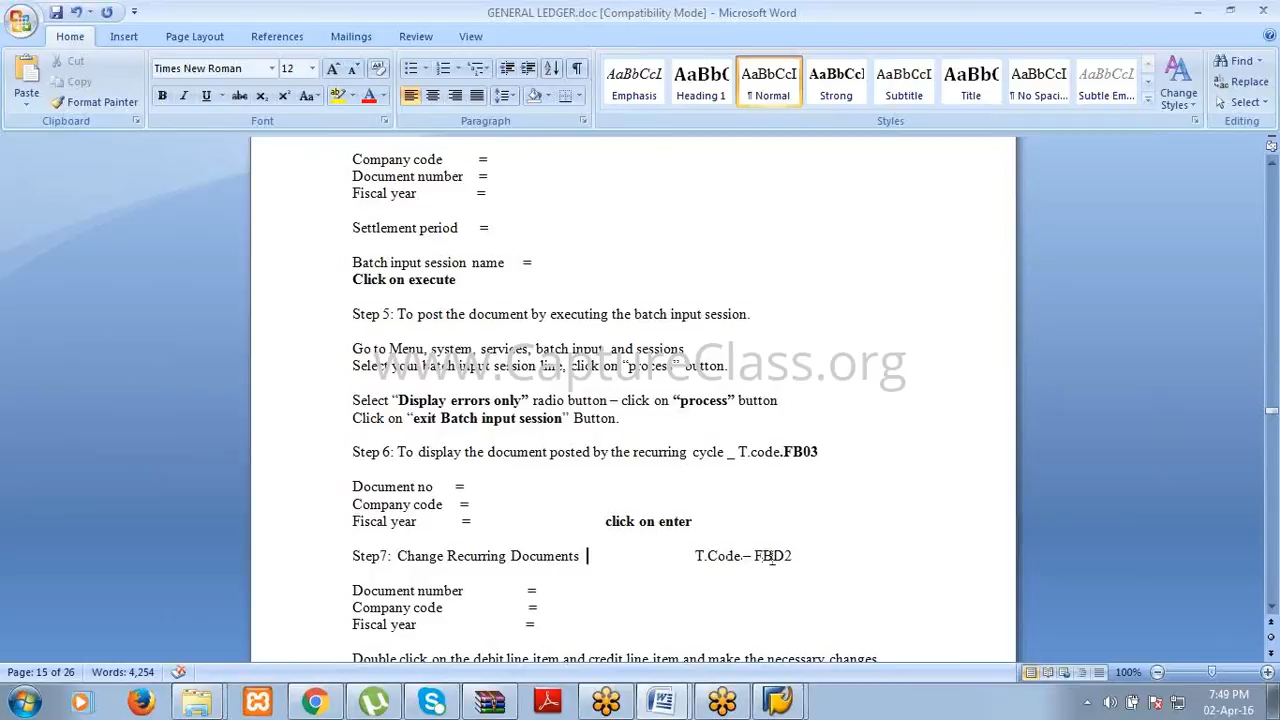 GENERAL LEDGER.doc [Compatibility Mode] - Microsoft Word
Home Insert Page Layout References Mailings Review View
Paste
Cut
Copy
Format Painter
Clipboard
Times New Roman 12
Font
Paragraph
AaBbCcI AaBbC AaBbCcI AaBbCc AaBbCcI AaBbC AaBbCcI AaBbCcI
Emphasis Heading 1 ¶ Normal Strong Subtitle Title ¶ No Spaci... Subtle Em...
Change Styles
Styles
Find
Replace
Select
Editing
Company code =
Document number =
Fiscal year =
Settlement period =
Batch input session name =
Click on execute
Step 5: To post the document by executing the batch input session.
Go to Menu, system, services, batch input, and sessions
Select your batch input session line, click on “process” button.
www.CaptureClass.org
Select “Display errors only” radio button – click on “process” button
Click on “exit Batch input session” Button.
Step 6: To display the document posted by the recurring cycle _ T.code.FB03
Document no =
Company code =
Fiscal year = click on enter
Step7: Change Recurring Documents T.Code.– FBD2
Document number =
Company code =
Fiscal year =
Double click on the debit line item and credit line item and make the necessary changes
Page: 15 of 26 Words: 4,254 100%
7:49 PM
02-Apr-16